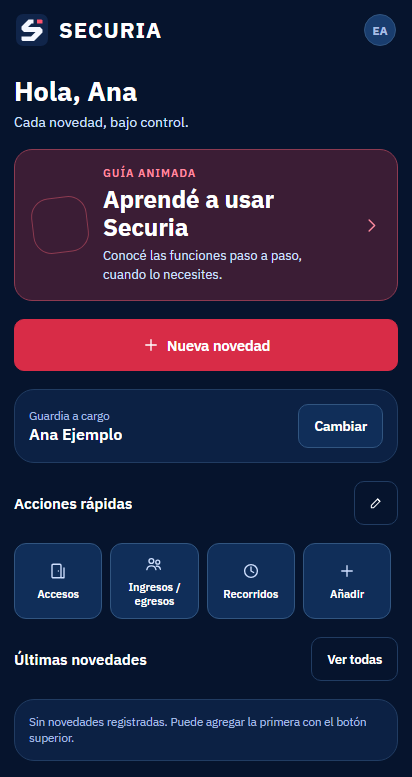 SECURIA
EA
Hola, Ana
Cada novedad, bajo control.
GUÍA ANIMADA
Aprendé a usar
Securia
Conocé las funciones paso a paso,
cuando lo necesites.
Nueva novedad
Guardia a cargo
Ana Ejemplo
Cambiar
Acciones rápidas
Accesos
Ingresos /
egresos
Recorridos
Añadir
Últimas novedades
Ver todas
Sin novedades registradas. Puede agregar la primera con el botón
superior.